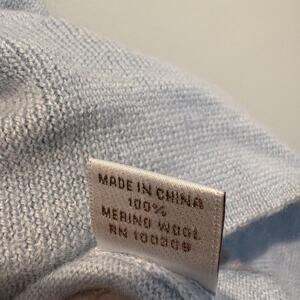 MADE IN CHINA
100%
MERINO WOOL
RN 100309